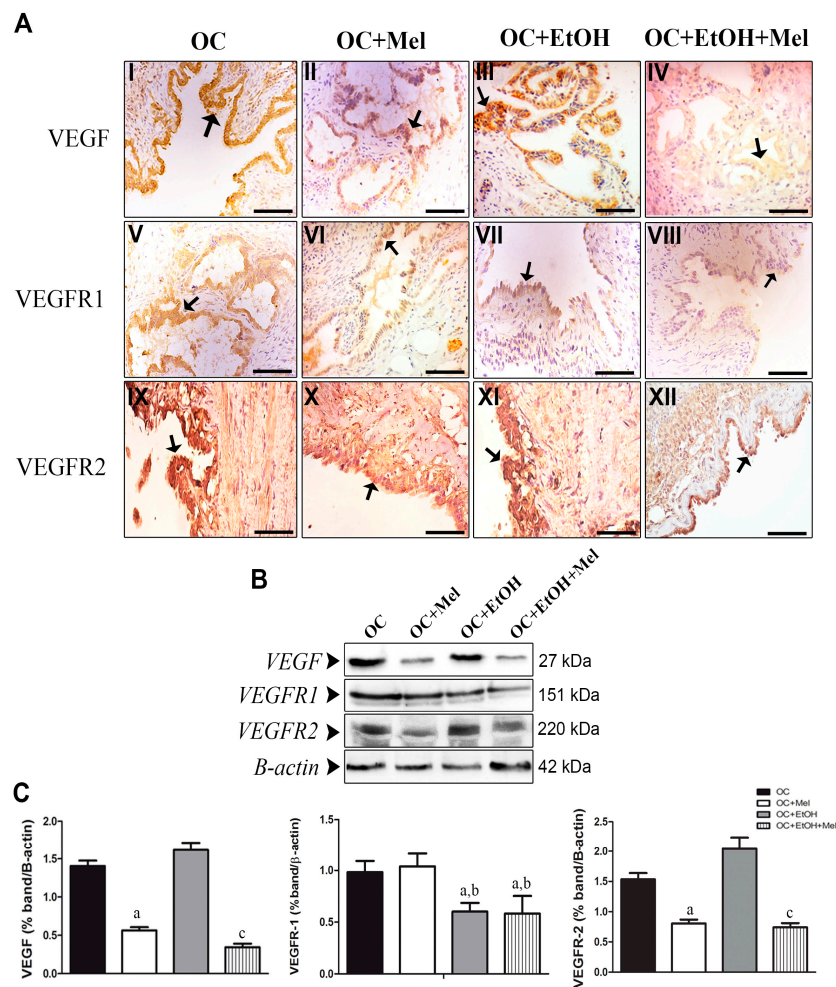 A
OC OC+Mel OC+EtOH OC+EtOH+Mel
VEGF I II III IV
VEGFR1 V VI VII VIII
VEGFR2 IX X XI XII
B
OC OC+Mel OC+EtOH OC+EtOH+Mel
VEGF 27 kDa
VEGFR1 151 kDa
VEGFR2 220 kDa
B-actin 42 kDa
C
OC
OC+Mel
OC+EtOH
OC+EtOH+Mel
VEGF (% band/B-actin)
2.0
1.5
1.0
0.5
0.0
a
c
VEGFR-1 (%band/β-actin)
1.5
1.0
0.5
0.0
a,b a,b
VEGFR-2 (% band/B-actin)
2.5
2.0
1.5
1.0
0.5
0.0
a
c